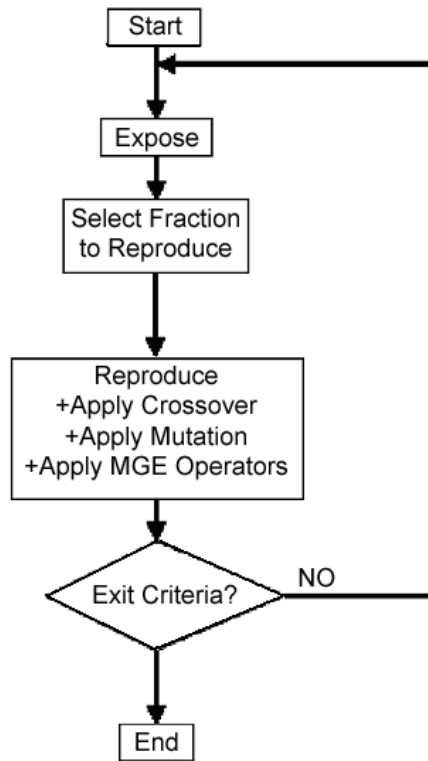 Start
Expose
Select Fraction
to Reproduce
Reproduce
+Apply Crossover
+Apply Mutation
+Apply MGE Operators
Exit Criteria?
NO
End